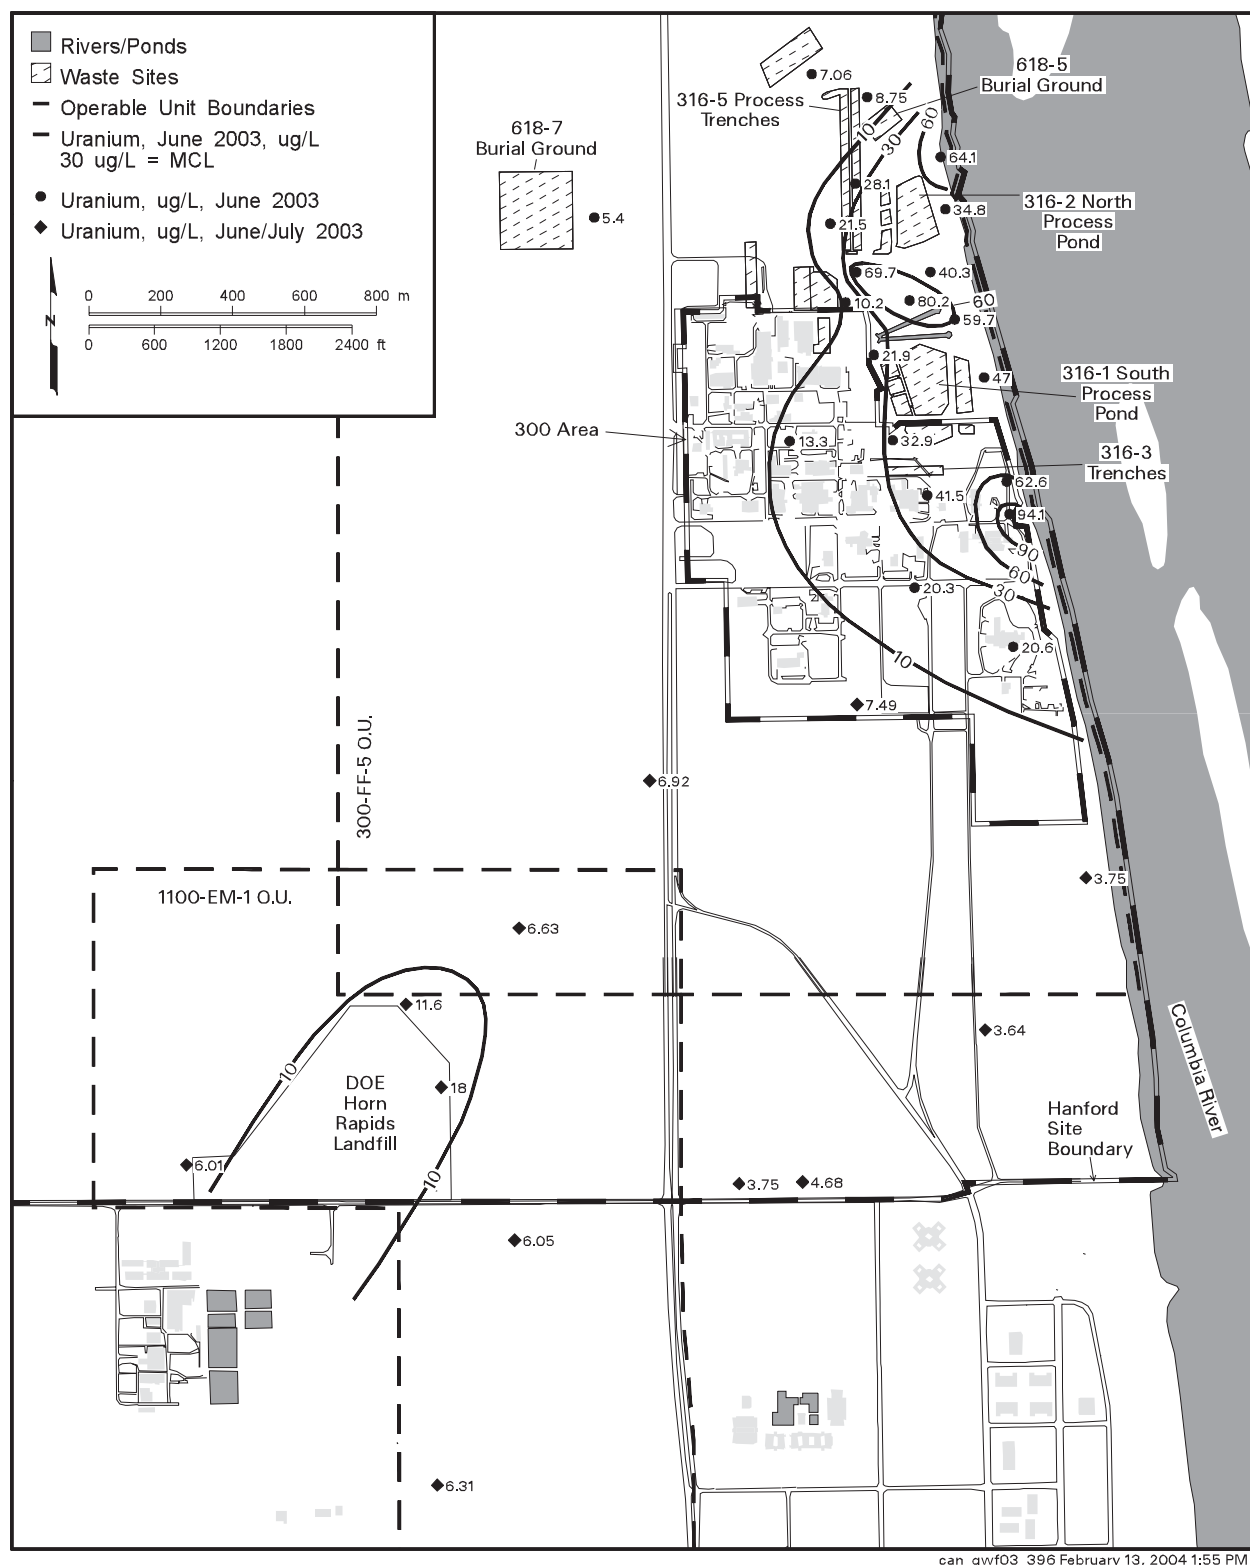 Rivers/Ponds
Waste Sites
Operable Unit Boundaries
Uranium, June 2003, ug/L
30 ug/L = MCL
Uranium, ug/L, June 2003
Uranium, ug/L, June/July 2003
N
0 200 400 600 800 m
0 600 1200 1800 2400 ft
618-7
Burial Ground
5.4
7.06
316-5 Process
Trenches
8.75
618-5
Burial Ground
10
30
60
64.1
28.1
316-2 North
Process
Pond
34.8
21.5
69.7
40.3
10.2
80.2
60
59.7
21.9
47
316-1 South
Process
Pond
300 Area
13.3
32.9
316-3
Trenches
62.6
41.5
94.1
90
60
30
20.3
20.6
10
7.49
6.92
300-FF-5 O.U.
3.75
1100-EM-1 O.U.
6.63
11.6
3.64
10
18
DOE
Horn
Rapids
Landfill
Columbia River
Hanford
Site
Boundary
6.01
10
3.75
4.68
6.05
6.31
can_gwf03_396 February 13, 2004 1:55 PM